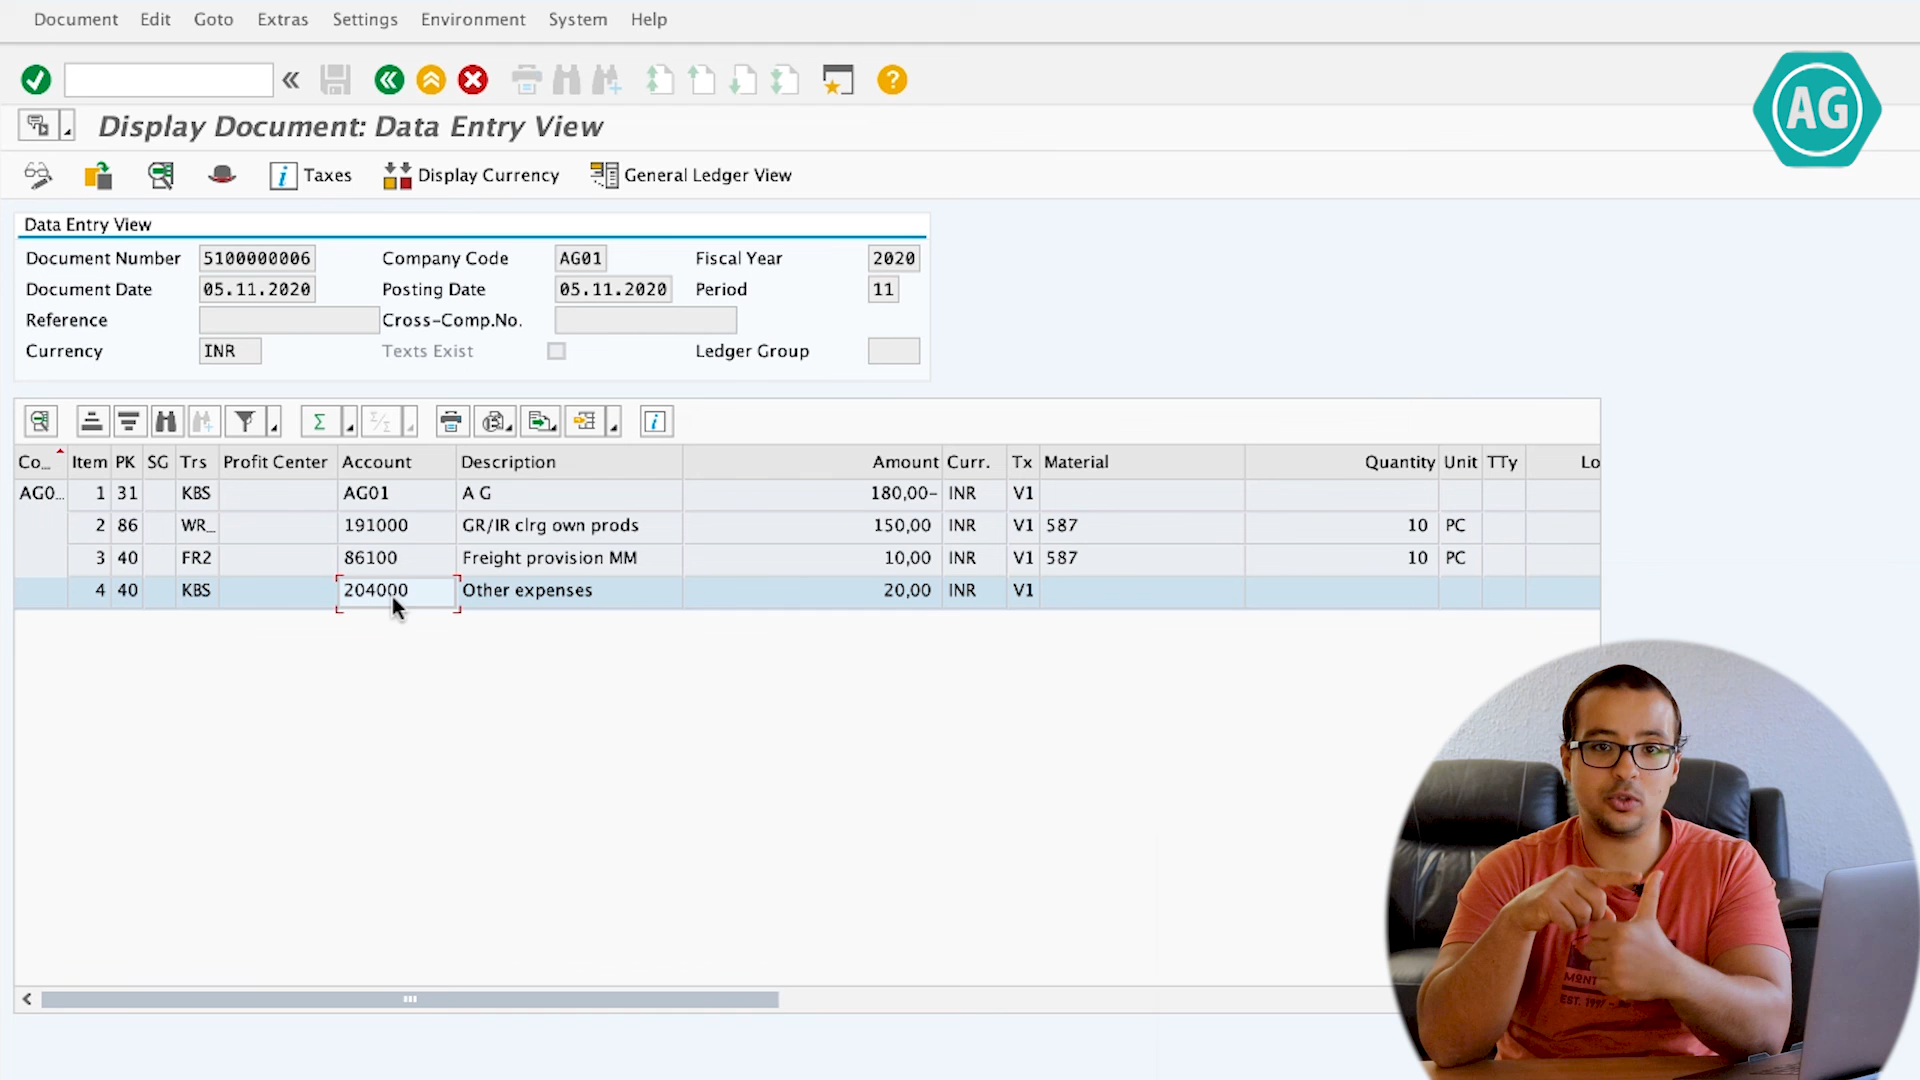 Document Edit Goto Extras Settings Environment System Help
AG
Display Document: Data Entry View
Taxes Display Currency General Ledger View
Data Entry View
Document Number 5100000006 Company Code AG01 Fiscal Year 2020
Document Date 05.11.2020 Posting Date 05.11.2020 Period 11
Reference Cross-Comp.No.
Currency INR Texts Exist Ledger Group
Co... Item PK SG Trs Profit Center Account Description Amount Curr. Tx Material Quantity Unit TTy Lo
AG0... 1 31 KBS AG01 A G 180,00- INR V1
2 86 WR_ 191000 GR/IR clrg own prods 150,00 INR V1 587 10 PC
3 40 FR2 86100 Freight provision MM 10,00 INR V1 587 10 PC
4 40 KBS 204000 Other expenses 20,00 INR V1
MONT